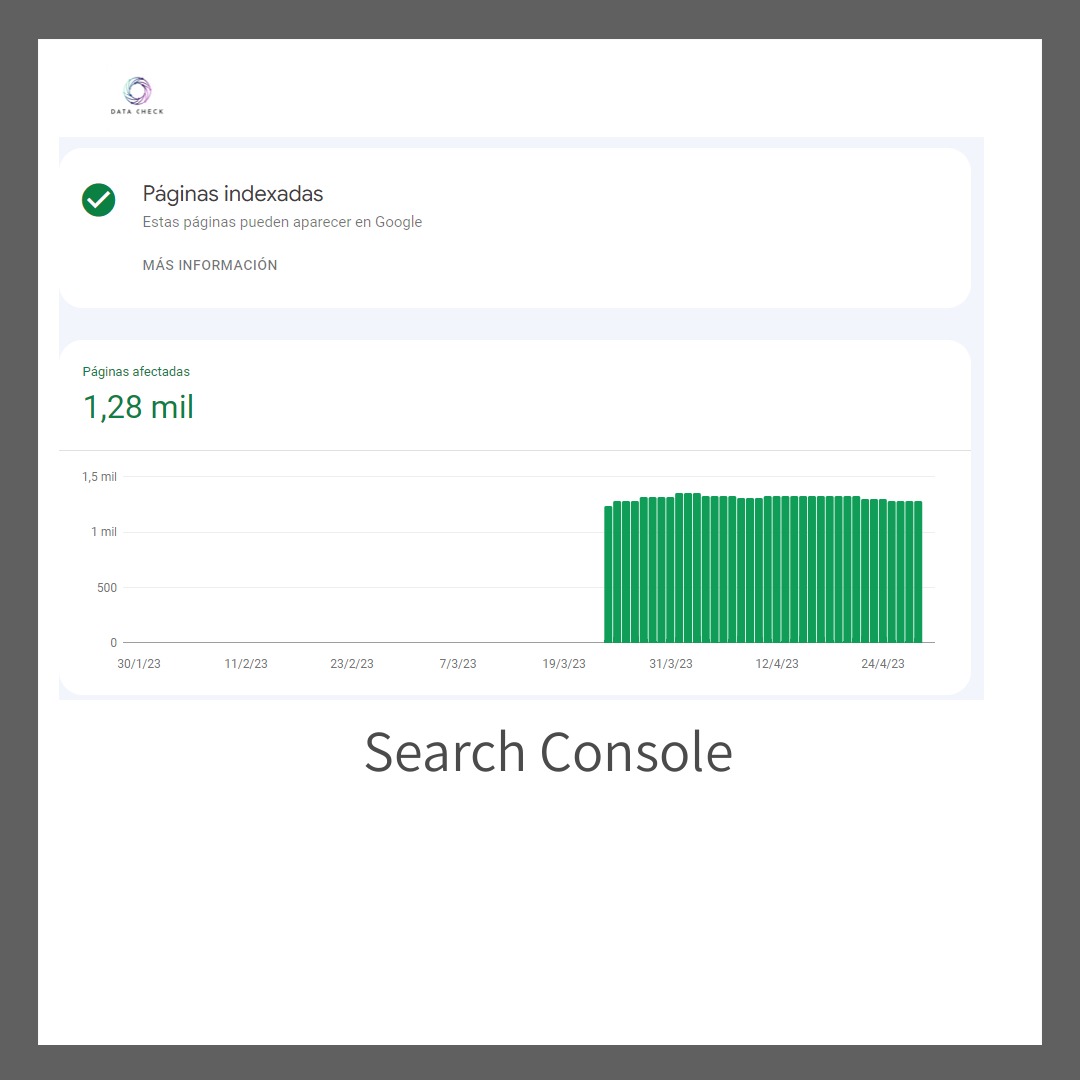 DATA CHECK
Páginas indexadas
Estas páginas pueden aparecer en Google
MÁS INFORMACIÓN
Páginas afectadas
1,28 mil
1,5 mil
1 mil
500
0
30/1/23 11/2/23 23/2/23 7/3/23 19/3/23 31/3/23 12/4/23 24/4/23
Search Console